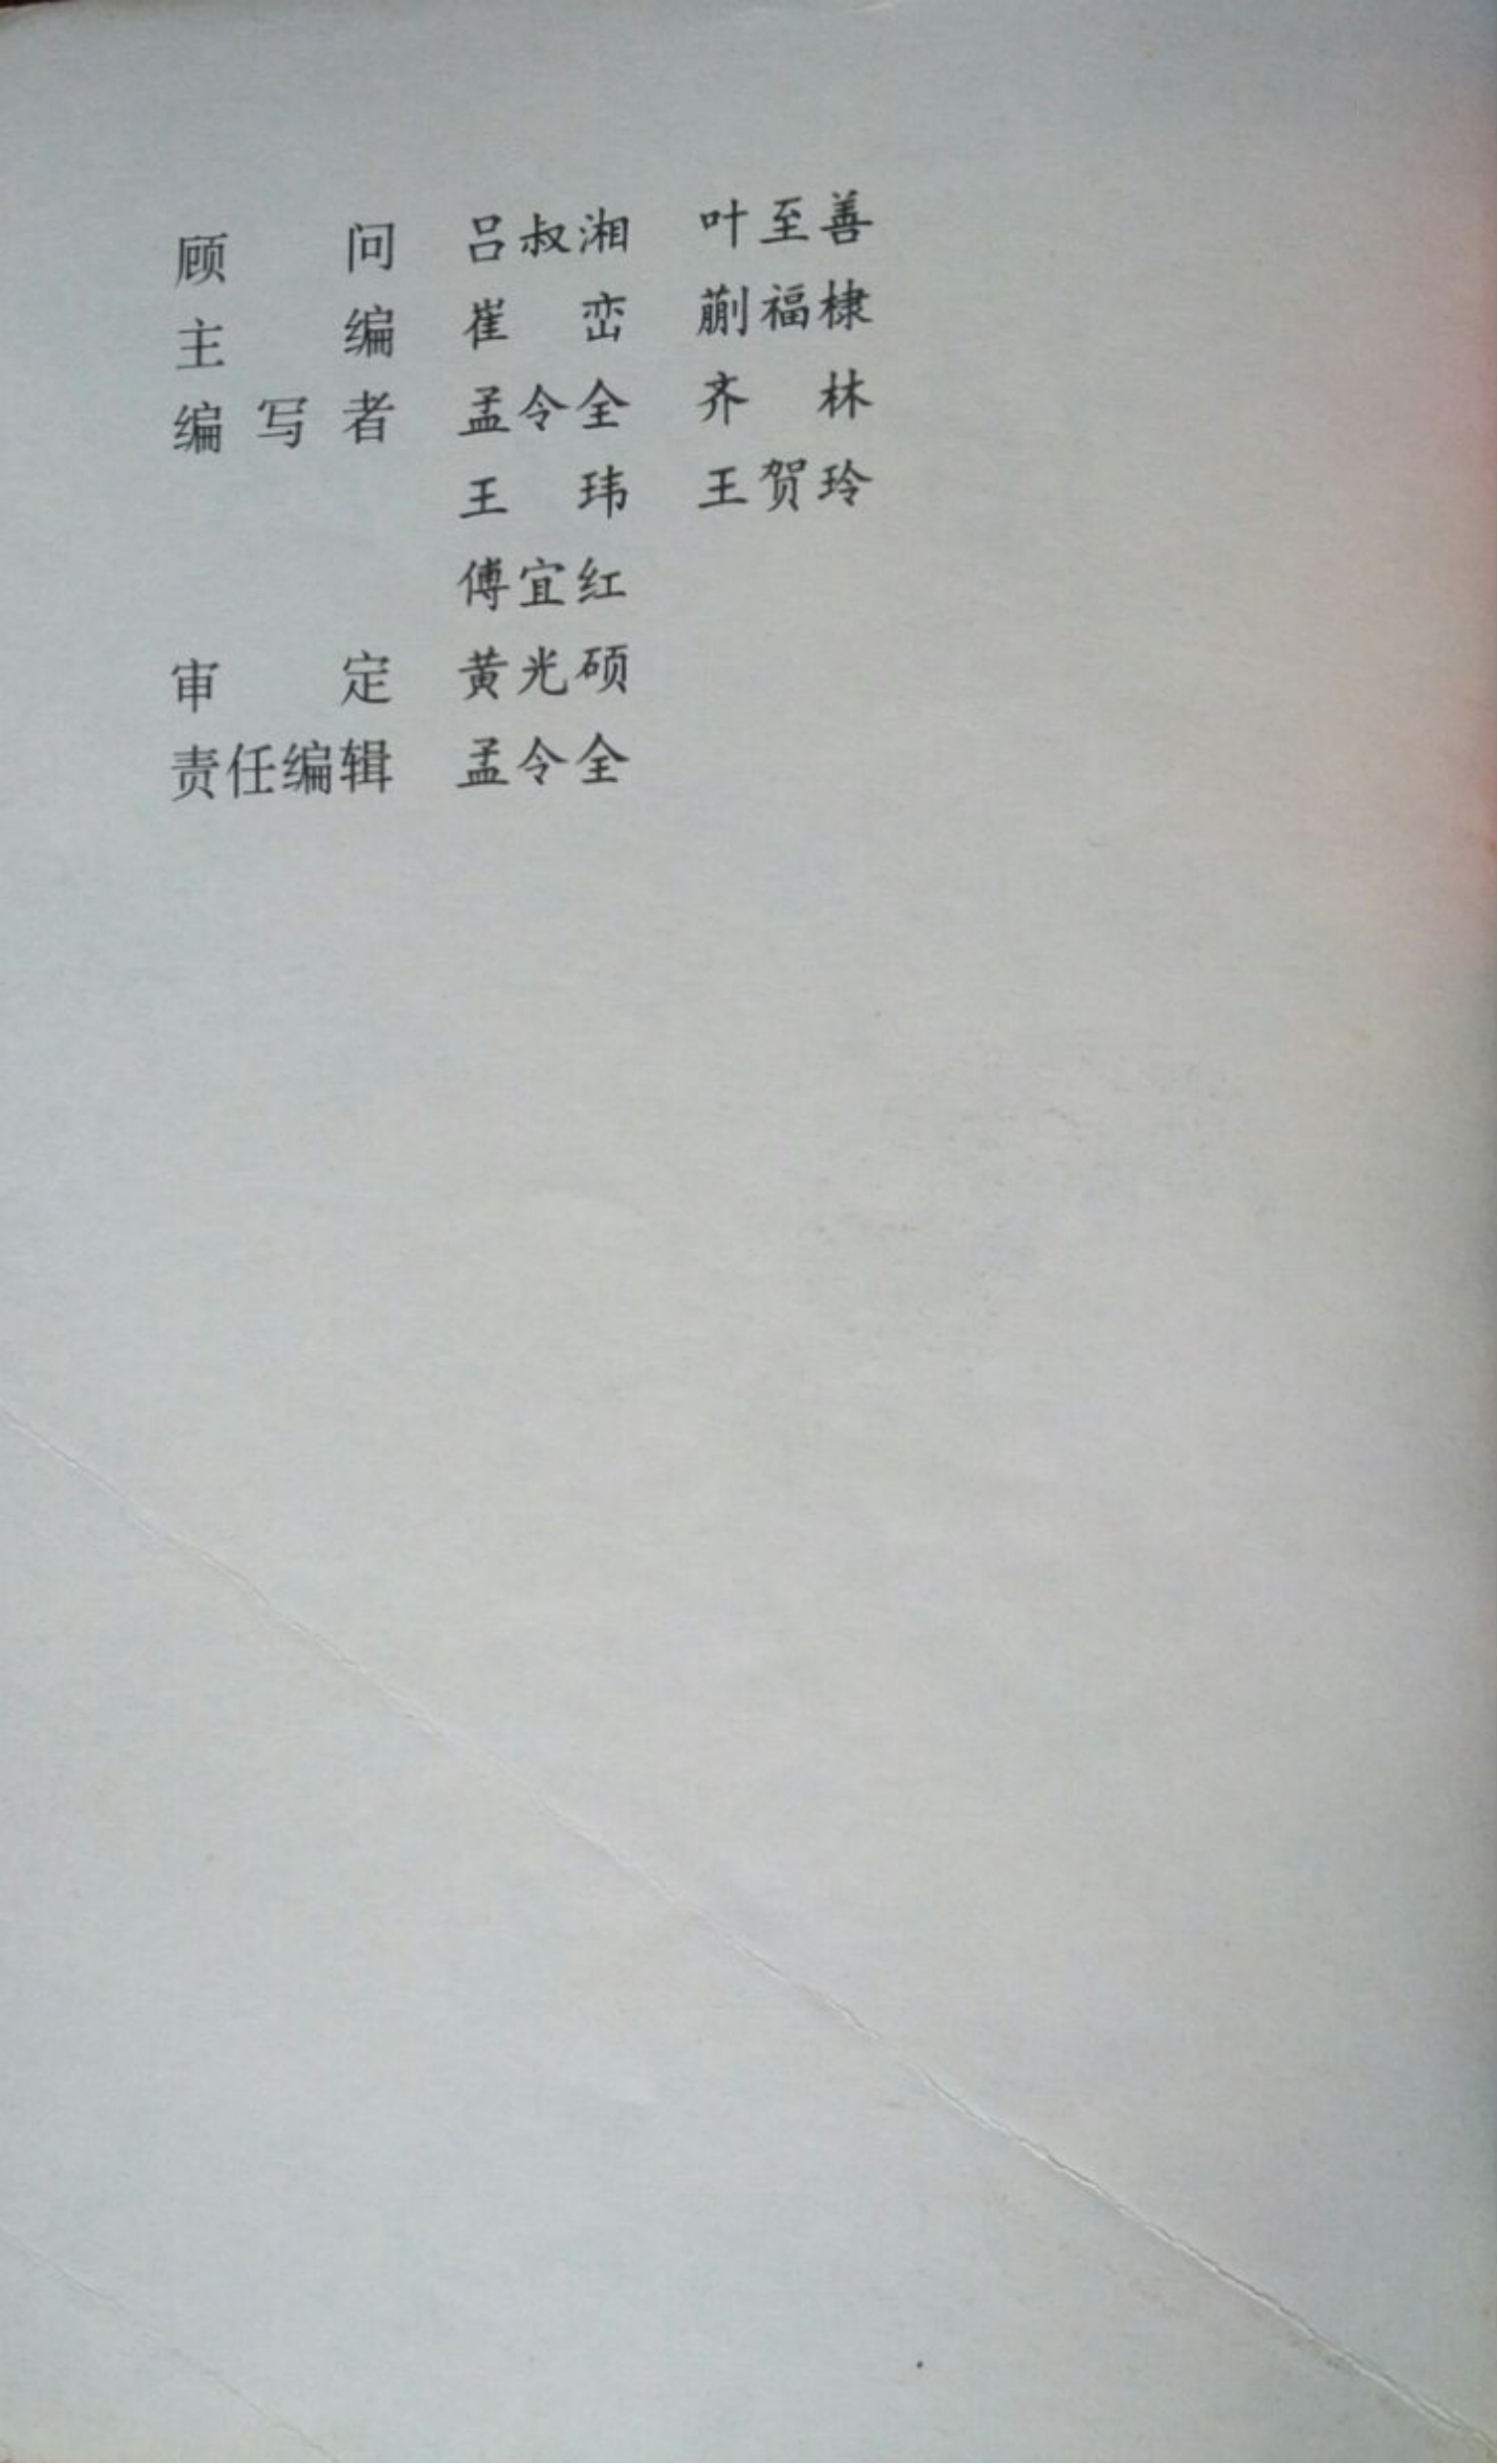 顾 问 吕叔湘 叶至善
主 编 崔 峦 蒯福棣
编写者 孟令全 齐 林
王 玮 王贺玲
傅宜红
审 定 黄光硕
责任编辑 孟令全